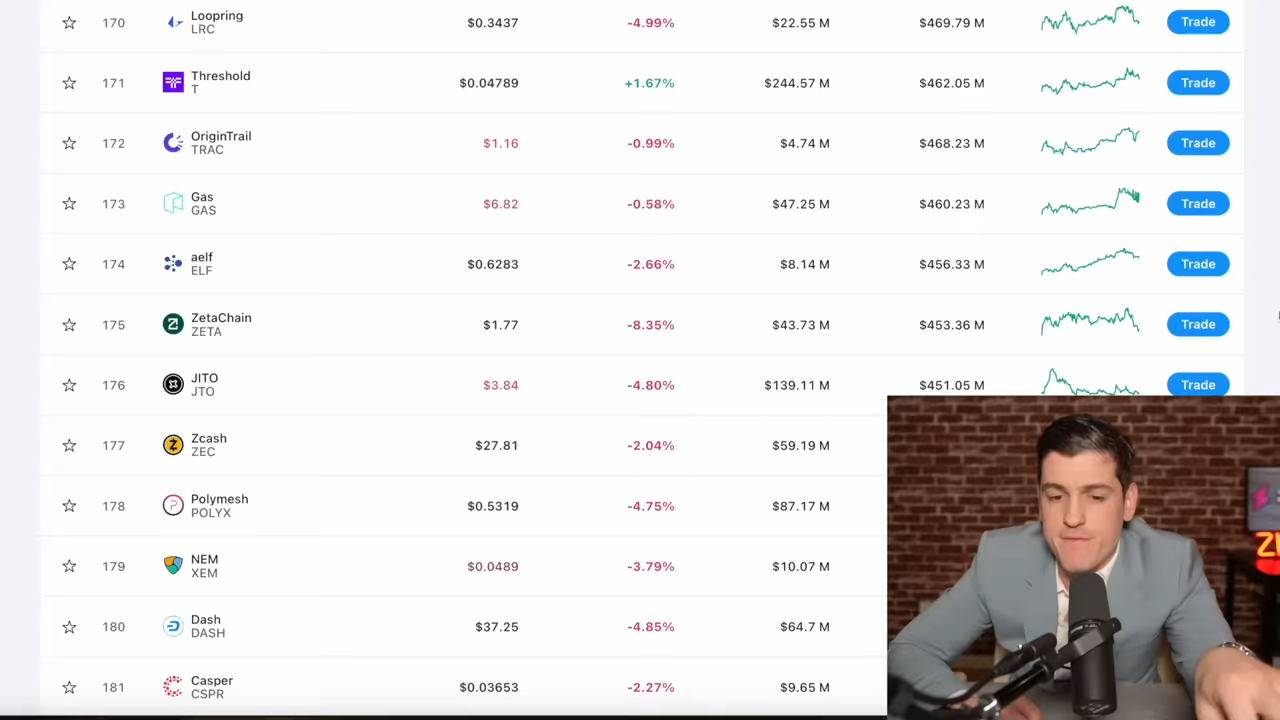 170 Loopring LRC $0.3437 -4.99% $22.55 M $469.79 M Trade
171 Threshold T $0.04789 +1.67% $244.57 M $462.05 M Trade
172 OriginTrail TRAC $1.16 -0.99% $4.74 M $468.23 M Trade
173 Gas GAS $6.82 -0.58% $47.25 M $460.23 M Trade
174 aelf ELF $0.6283 -2.66% $8.14 M $456.33 M Trade
175 ZetaChain ZETA $1.77 -8.35% $43.73 M $453.36 M Trade
176 JITO JTO $3.84 -4.80% $139.11 M $451.05 M Trade
177 Zcash ZEC $27.81 -2.04% $59.19 M
178 Polymesh POLYX $0.5319 -4.75% $87.17 M
179 NEM XEM $0.0489 -3.79% $10.07 M
180 Dash DASH $37.25 -4.85% $64.7 M
181 Casper CSPR $0.03653 -2.27% $9.65 M